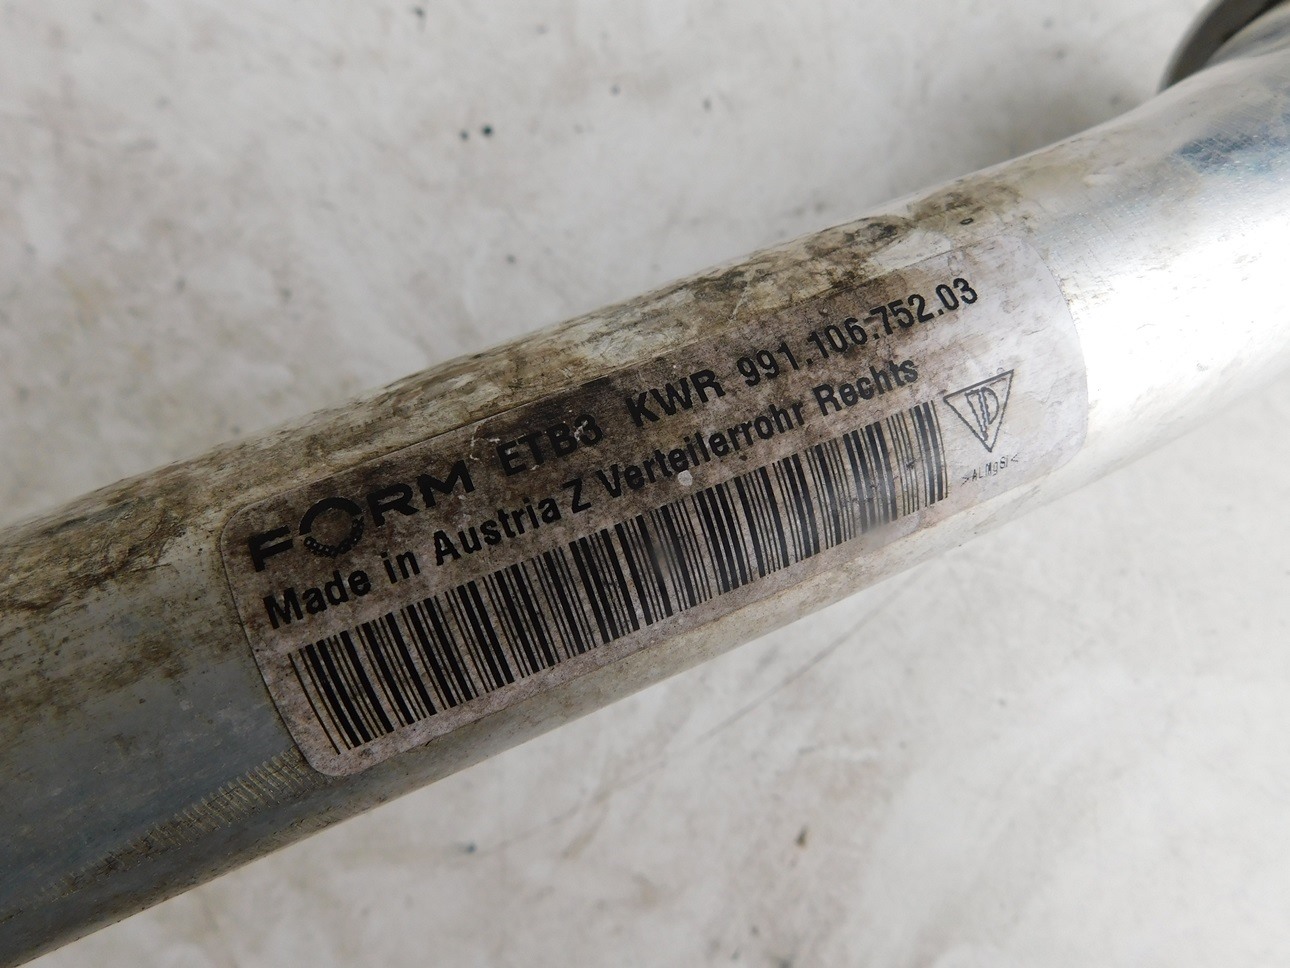 FORM ETB3 KWR 991.106.752.03
Made in Austria Z Verteilerrohr Rechts
>ALMgSI<